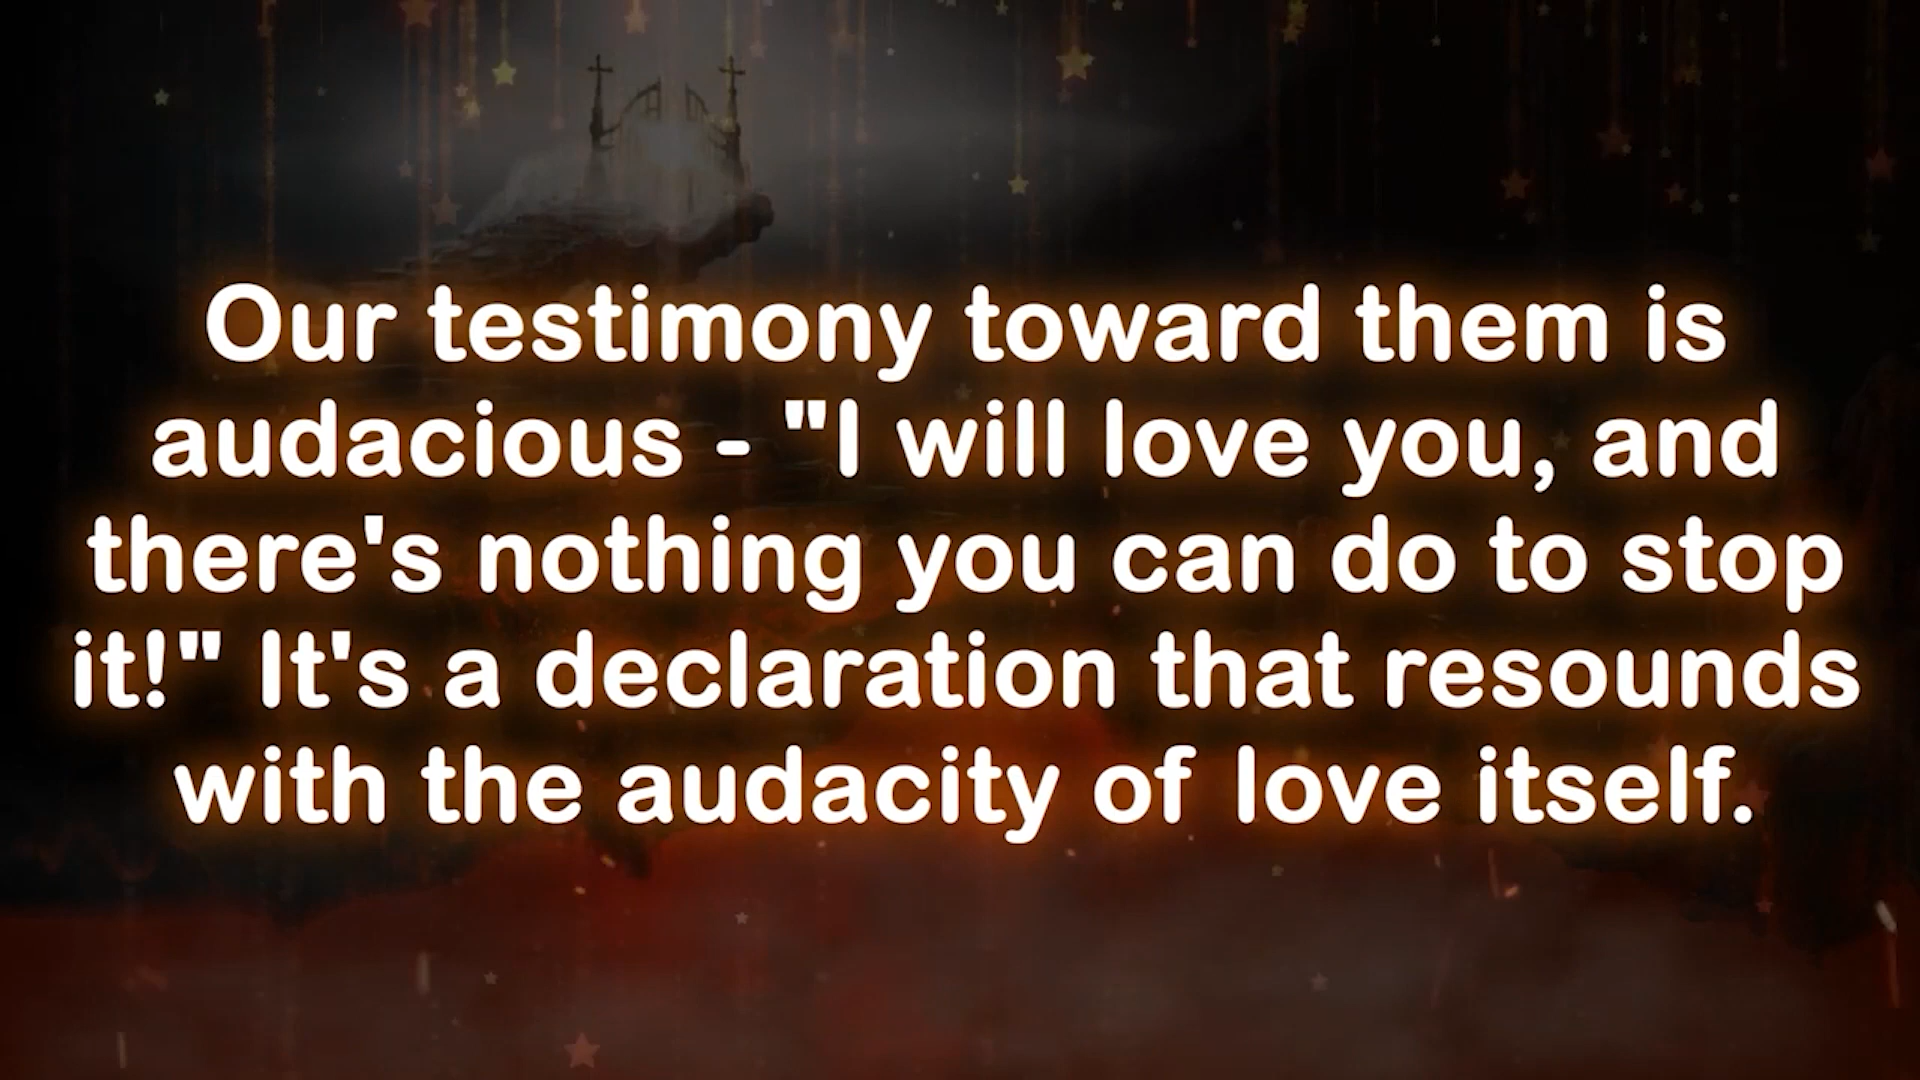 Our testimony toward them is
audacious - "I will love you, and
there's nothing you can do to stop
it!" It's a declaration that resounds
with the audacity of love itself.